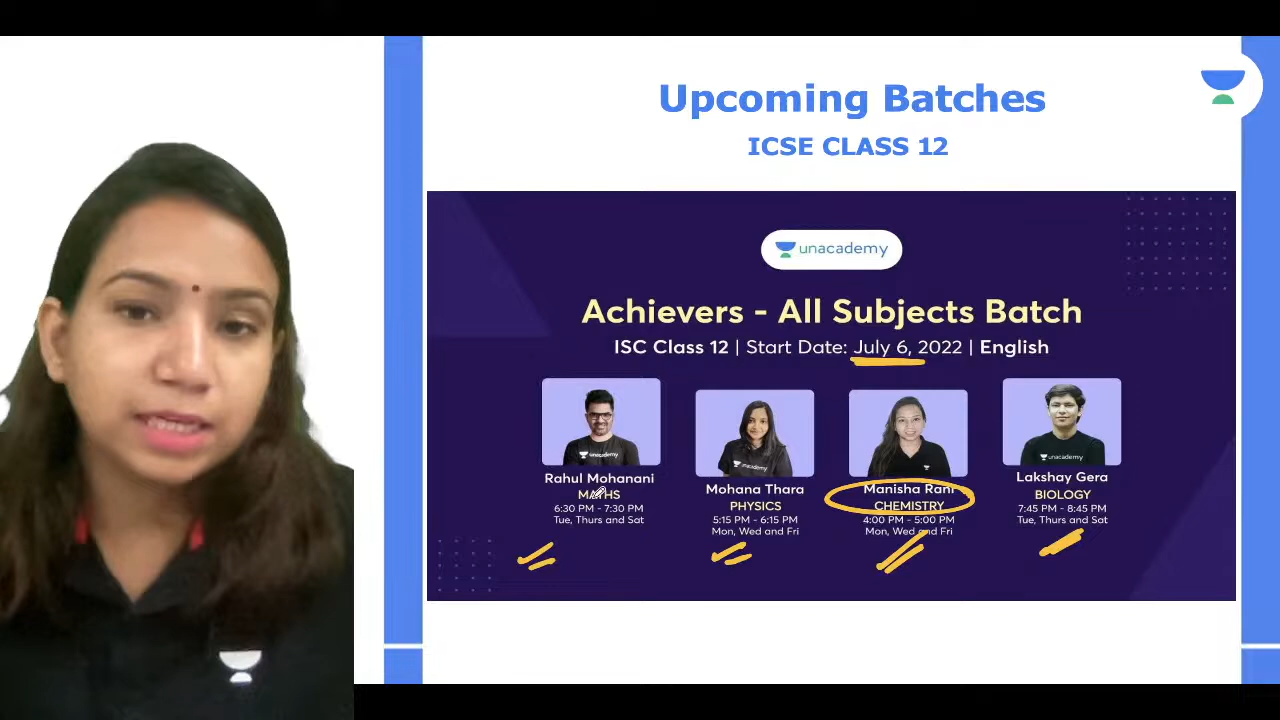 Upcoming Batches
ICSE CLASS 12
unacademy
Achievers - All Subjects Batch
ISC Class 12 | Start Date: July 6, 2022 | English
Rahul Mohanani
MATHS
6:30 PM - 7:30 PM
Tue, Thurs and Sat
unacademy
Mohana Thara
PHYSICS
5:15 PM - 6:15 PM
Mon, Wed and Fri
unacademy
Manisha Rani
CHEMISTRY
4:00 PM - 5:00 PM
Mon, Wed and Fri
Lakshay Gera
BIOLOGY
7:45 PM - 8:45 PM
Tue, Thurs and Sat
unacademy